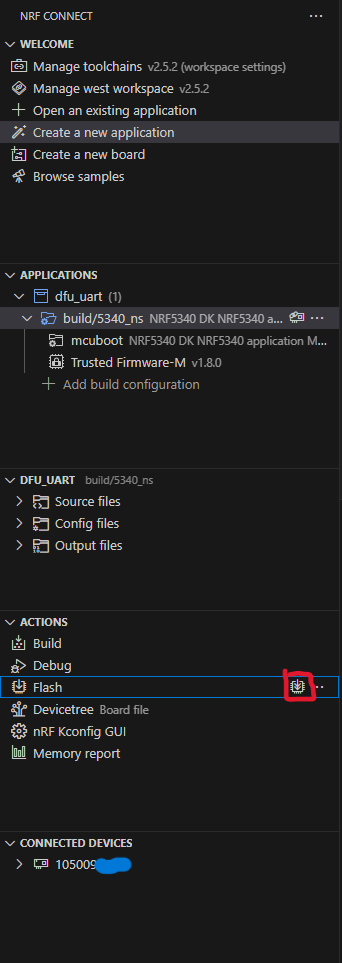 NRF CONNECT
WELCOME
Manage toolchains v2.5.2 (workspace settings)
Manage west workspace v2.5.2
Open an existing application
Create a new application
Create a new board
Browse samples
APPLICATIONS
dfu_uart (1)
build/5340_ns NRF5340 DK NRF5340 a...
mcuboot NRF5340 DK NRF5340 application M...
Trusted Firmware-M v1.8.0
Add build configuration
DFU_UART build/5340_ns
Source files
Config files
Output files
ACTIONS
Build
Debug
Flash
Devicetree Board file
nRF Kconfig GUI
Memory report
CONNECTED DEVICES
105009